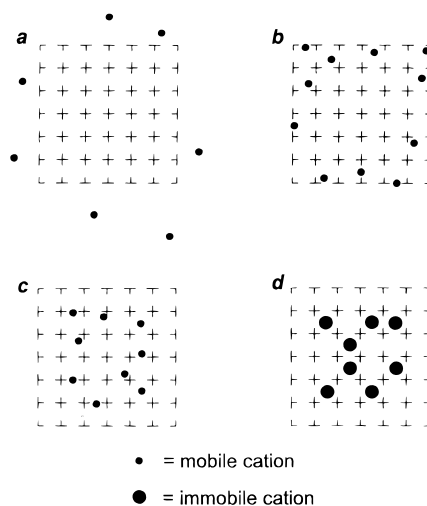 a
b
c
d
= mobile cation
= immobile cation